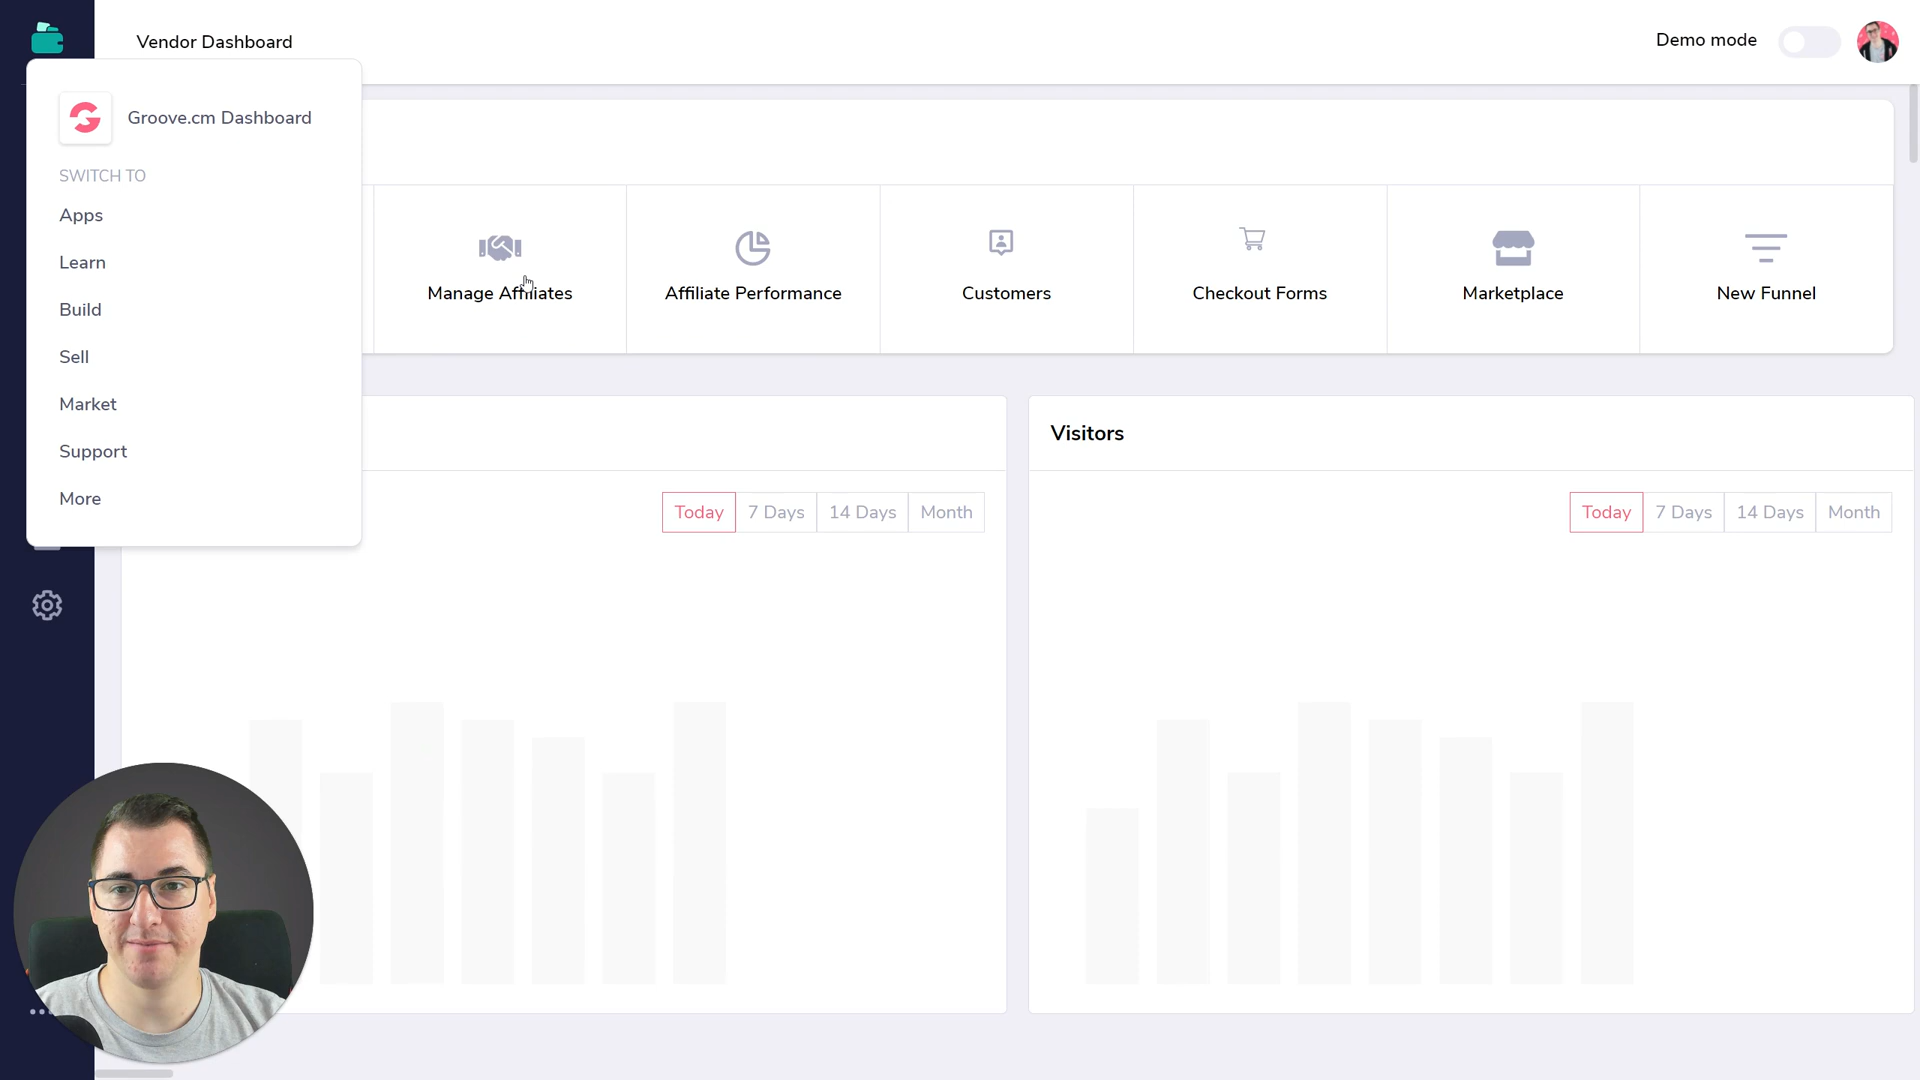 Vendor Dashboard
Demo mode
Groove.cm Dashboard
SWITCH TO
Apps
Learn
Build
Sell
Market
Support
More
Manage Affiliates
Affiliate Performance
Customers
Checkout Forms
Marketplace
New Funnel
Today 7 Days 14 Days Month
Visitors
Today 7 Days 14 Days Month